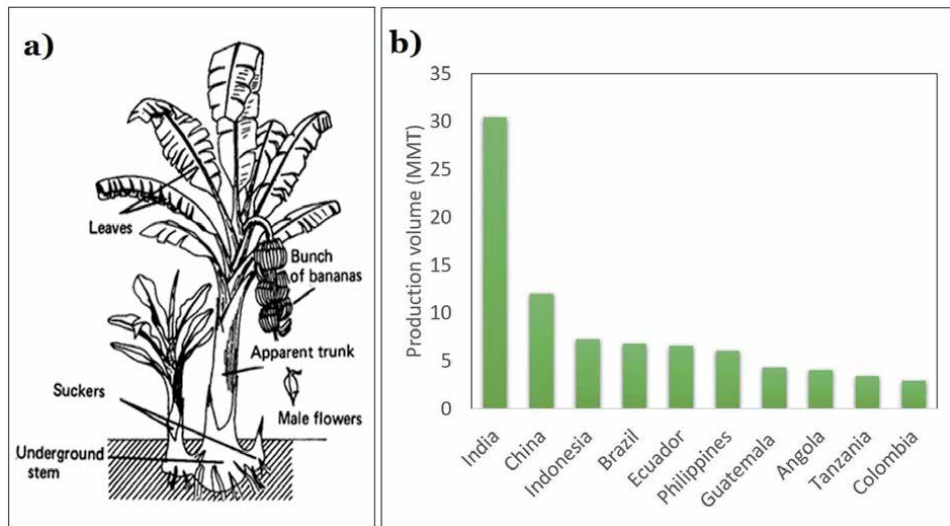 a)
Leaves
Bunch
of bananas
Apparent trunk
Suckers
Male flowers
Underground
stem
b)
Production volume (MMT)
35
30
25
20
15
10
5
0
India
China
Indonesia
Brazil
Ecuador
Philippines
Guatemala
Angola
Tanzania
Colombia